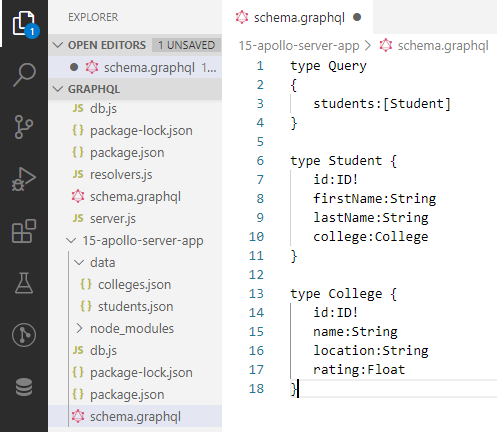 EXPLORER
OPEN EDITORS 1 UNSAVED
schema.graphql 1...
GRAPHQL
db.js
package-lock.json
package.json
resolvers.js
schema.graphql
server.js
15-apollo-server-app
data
colleges.json
students.json
node_modules
db.js
package-lock.json
package.json
schema.graphql
schema.graphql
15-apollo-server-app > schema.graphql
1 type Query
2 {
3 students:[Student]
4 }
5
6 type Student {
7 id:ID!
8 firstName:String
9 lastName:String
10 college:College
11 }
12
13 type College {
14 id:ID!
15 name:String
16 location:String
17 rating:Float
18 }
1